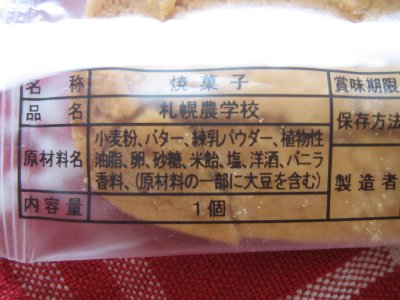 名称 焼菓子 賞味期限
品名 札幌農学校 保存方法
原材料名 小麦粉、バター、練乳パウダー、植物性
油脂、卵、砂糖、米飴、塩、洋酒、バニラ
香料、(原材料の一部に大豆を含む) 製造者
内容量 1個